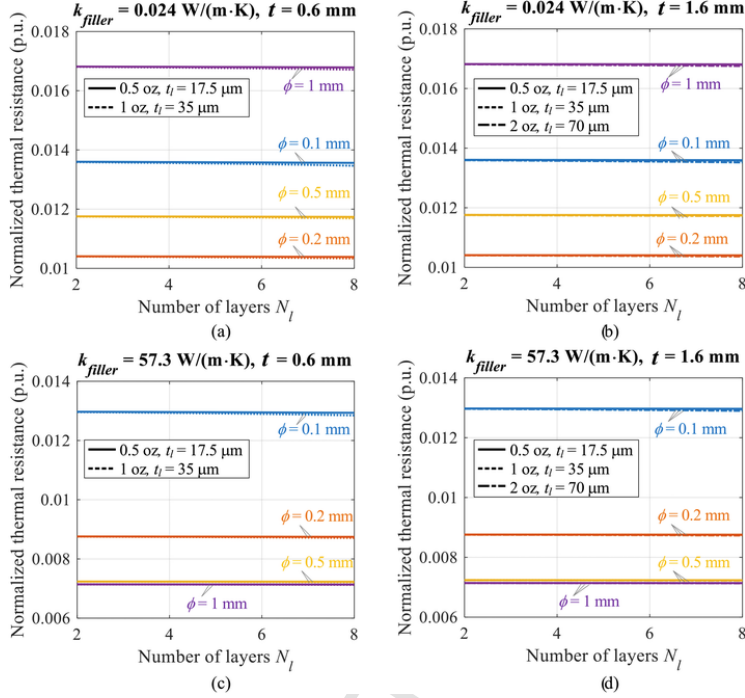 k_filler = 0.024 W/(m·K), t = 0.6 mm
Normalized thermal resistance (p.u.)
0.018
0.016
0.014
0.012
0.01
0.5 oz, t_l = 17.5 μm
1 oz, t_l = 35 μm
ϕ = 1 mm
ϕ = 0.1 mm
ϕ = 0.5 mm
ϕ = 0.2 mm
2 4 6 8
Number of layers N_l
(a)
k_filler = 0.024 W/(m·K), t = 1.6 mm
Normalized thermal resistance (p.u.)
0.018
0.016
0.014
0.012
0.01
0.5 oz, t_l = 17.5 μm
1 oz, t_l = 35 μm
2 oz, t_l = 70 μm
ϕ = 1 mm
ϕ = 0.1 mm
ϕ = 0.5 mm
ϕ = 0.2 mm
2 4 6 8
Number of layers N_l
(b)
k_filler = 57.3 W/(m·K), t = 0.6 mm
Normalized thermal resistance (p.u.)
0.014
0.012
0.01
0.008
0.006
0.5 oz, t_l = 17.5 μm
1 oz, t_l = 35 μm
ϕ = 0.1 mm
ϕ = 0.2 mm
ϕ = 0.5 mm
ϕ = 1 mm
2 4 6 8
Number of layers N_l
(c)
k_filler = 57.3 W/(m·K), t = 1.6 mm
Normalized thermal resistance (p.u.)
0.014
0.012
0.01
0.008
0.006
0.5 oz, t_l = 17.5 μm
1 oz, t_l = 35 μm
2 oz, t_l = 70 μm
ϕ = 0.1 mm
ϕ = 0.2 mm
ϕ = 0.5 mm
ϕ = 1 mm
2 4 6 8
Number of layers N_l
(d)